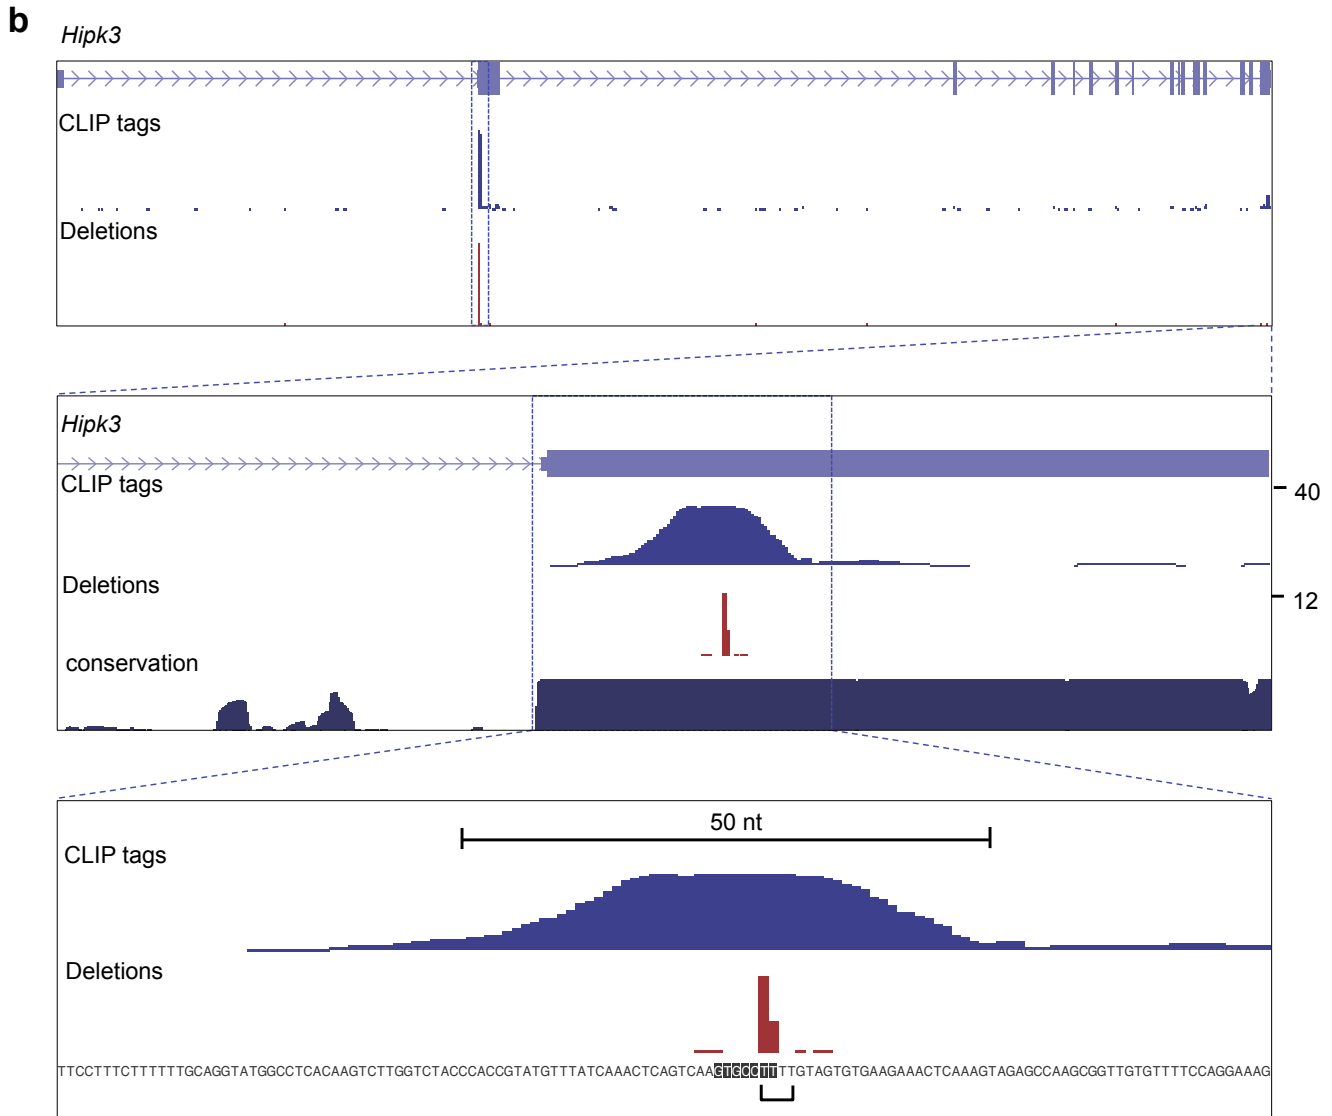 b
Hipk3
CLIP tags
Deletions
Hipk3
CLIP tags
40
Deletions
12
conservation
50 nt
CLIP tags
Deletions
TTCCTTTCTTTTTTGCAGGTATGGCCTCACAAGTCTTGGTCTACCCACCGTATGTTTATCAAACTCAGTCAAGTGCCTTTTGTAGTGTGAAGAAACTCAAAGTAGAGCCAAGCGGTTGTGTTTTCCAGGAAAG